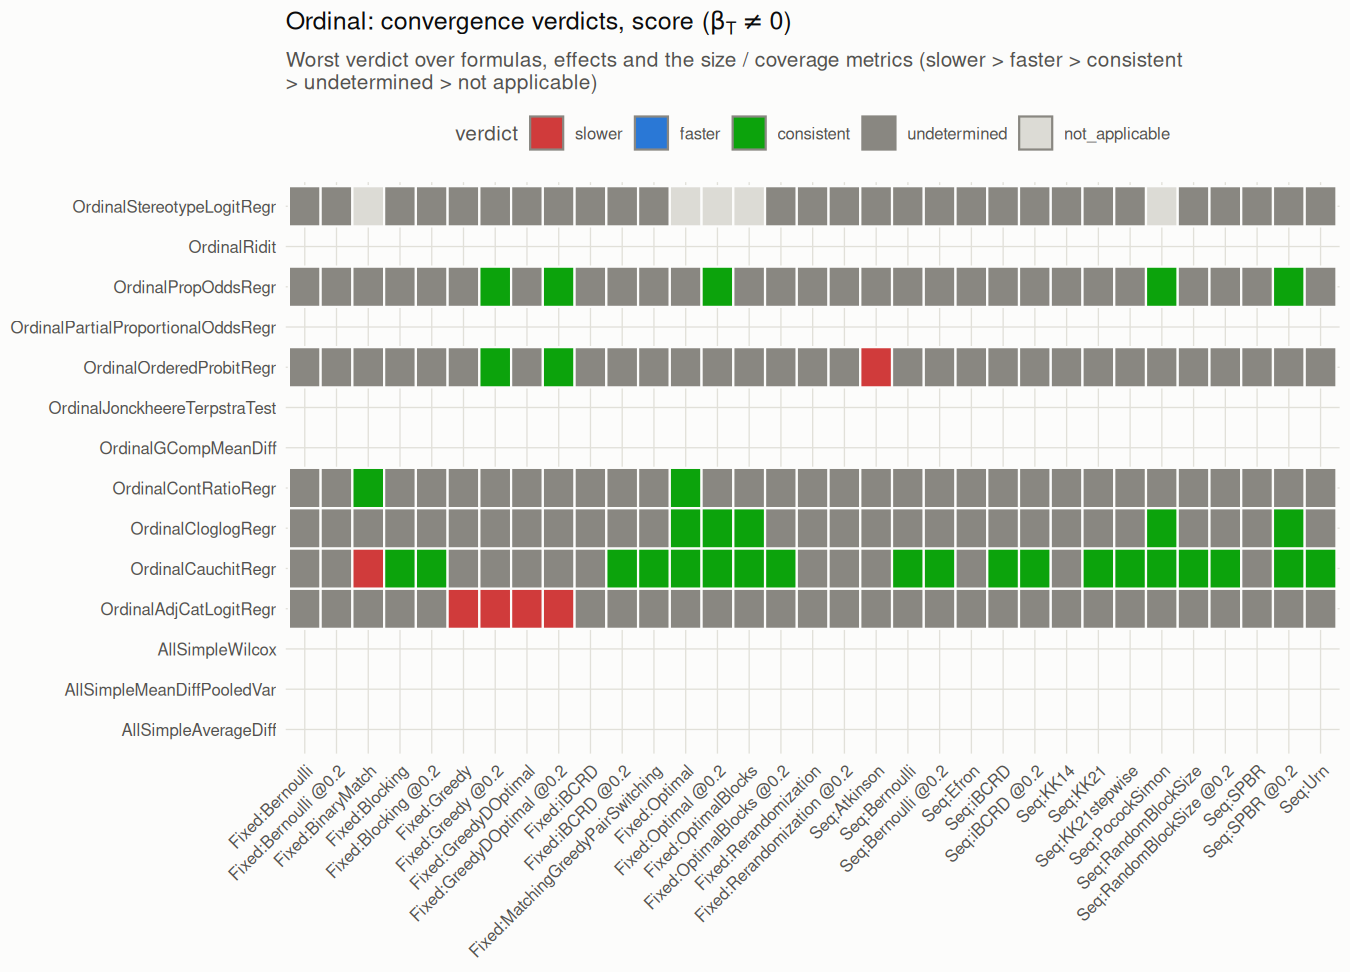 Ordinal: convergence verdicts, score (βT ≠ 0)
Worst verdict over formulas, effects and the size / coverage metrics (slower > faster > consistent
> undetermined > not applicable)
verdict slower faster consistent undetermined not_applicable
OrdinalStereotypeLogitRegr
OrdinalRidit
OrdinalPropOddsRegr
OrdinalPartialProportionalOddsRegr
OrdinalOrderedProbitRegr
OrdinalJonckheereTerpstraTest
OrdinalGCompMeanDiff
OrdinalContRatioRegr
OrdinalCloglogRegr
OrdinalCauchitRegr
OrdinalAdjCatLogitRegr
AllSimpleWilcox
AllSimpleMeanDiffPooledVar
AllSimpleAverageDiff
Fixed:Bernoulli
Fixed:Bernoulli @0.2
Fixed:BinaryMatch
Fixed:Blocking
Fixed:Blocking @0.2
Fixed:Greedy
Fixed:Greedy @0.2
Fixed:GreedyDOptimal
Fixed:GreedyDOptimal @0.2
Fixed:iBCRD
Fixed:iBCRD @0.2
Fixed:MatchingGreedyPairSwitching
Fixed:Optimal
Fixed:Optimal @0.2
Fixed:OptimalBlocks
Fixed:OptimalBlocks @0.2
Fixed:Rerandomization
Fixed:Rerandomization @0.2
Seq:Atkinson
Seq:Bernoulli
Seq:Bernoulli @0.2
Seq:Efron
Seq:iBCRD
Seq:iBCRD @0.2
Seq:KK14
Seq:KK21
Seq:KK21stepwise
Seq:PocockSimon
Seq:RandomBlockSize
Seq:RandomBlockSize @0.2
Seq:SPBR
Seq:SPBR @0.2
Seq:Urn